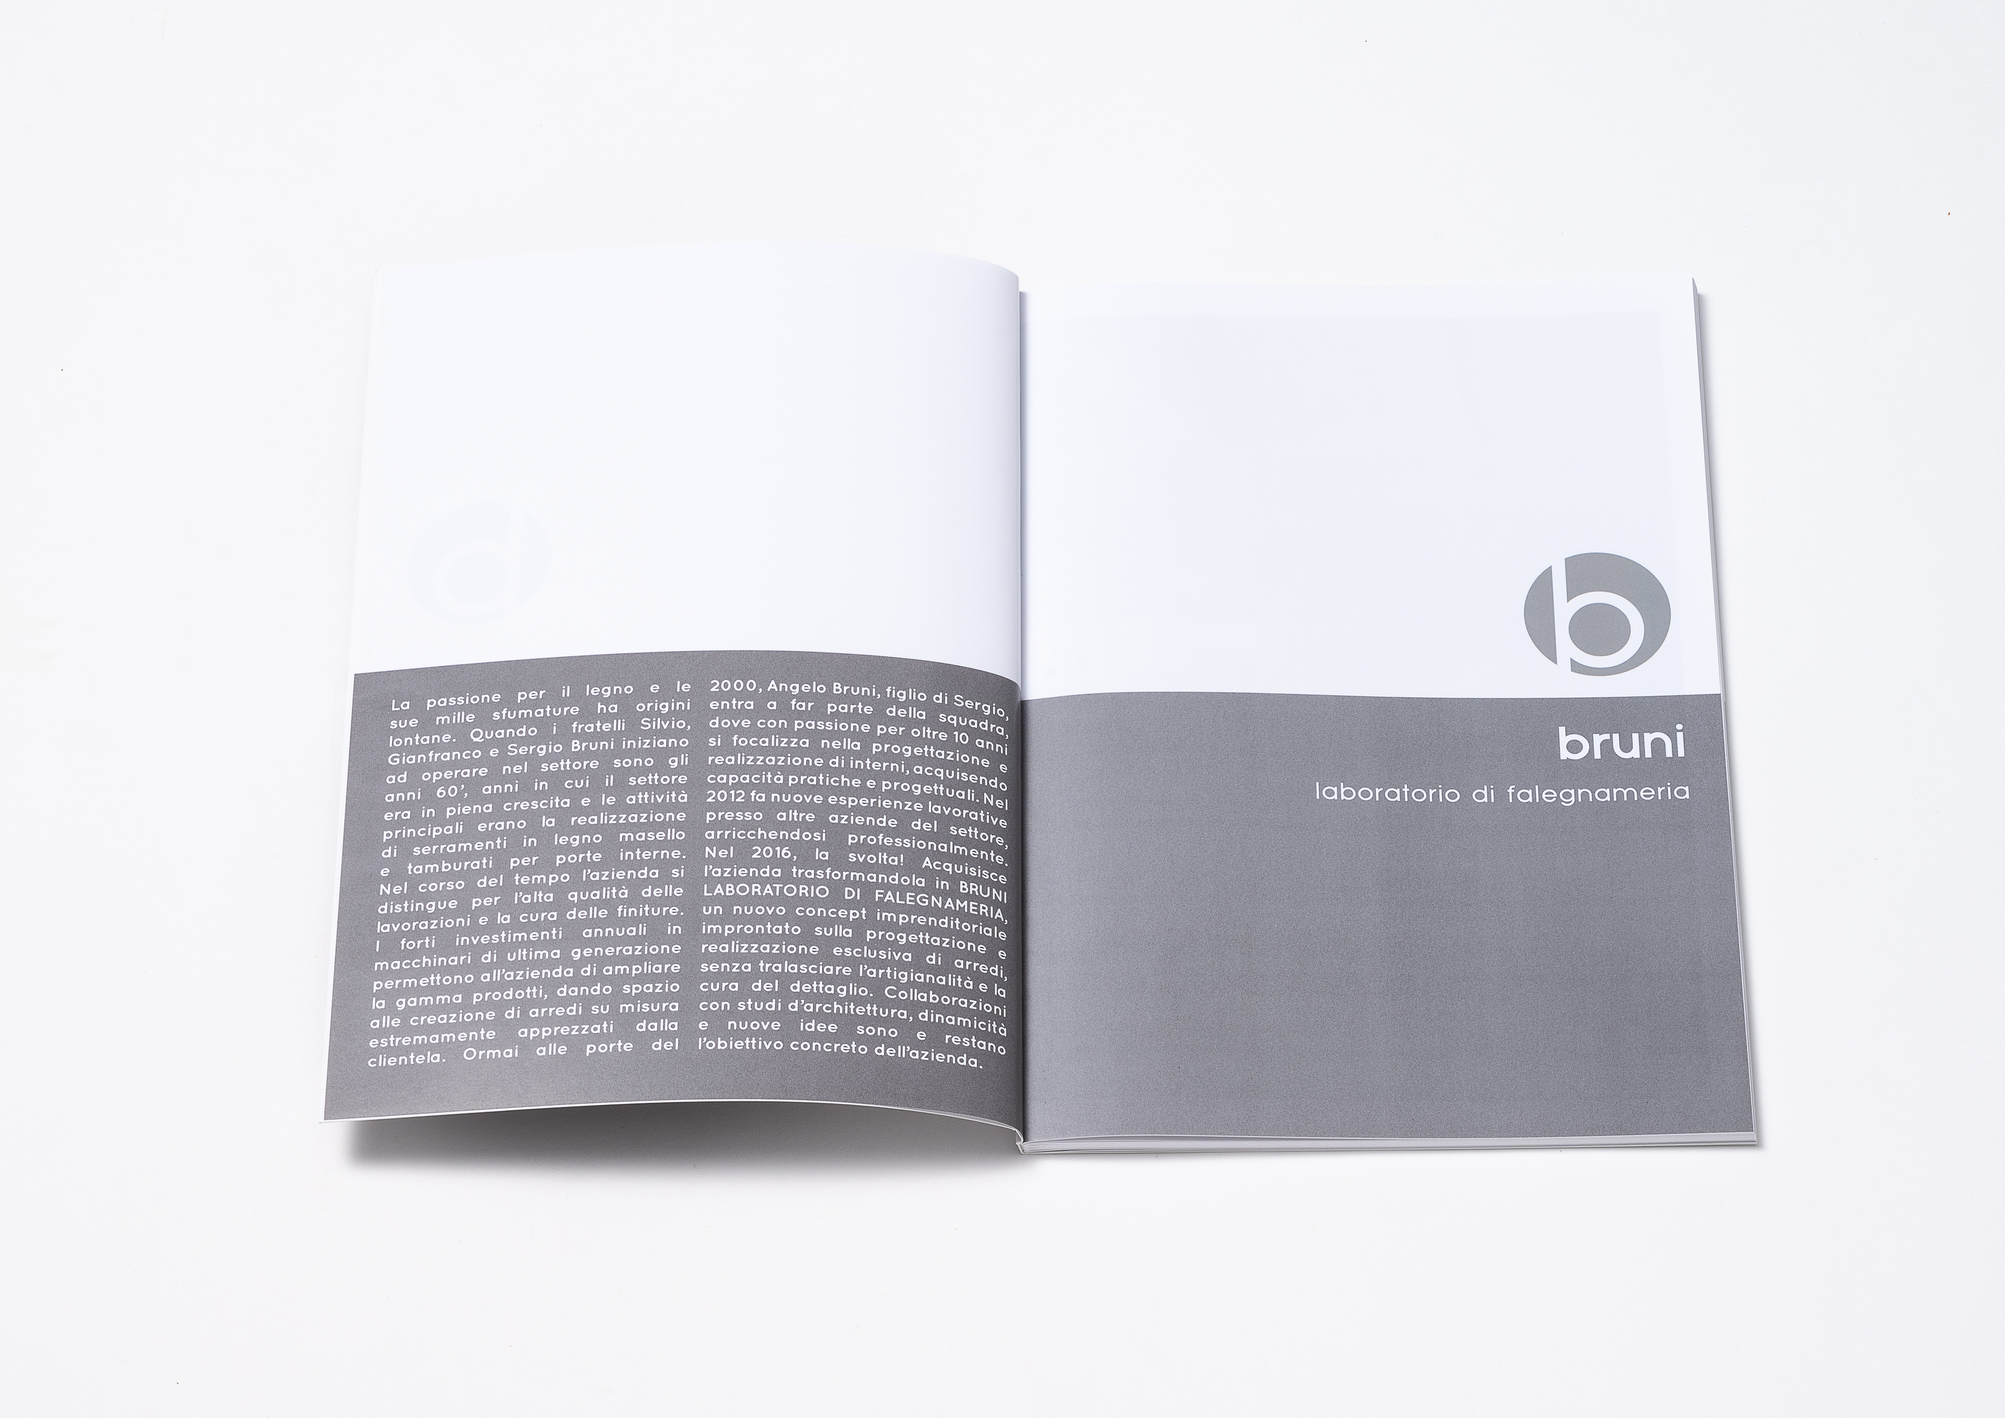 La passione per il legno e le
sue mille sfumature ha origini
lontane. Quando i fratelli Silvio,
Gianfranco e Sergio Bruni iniziano
ad operare nel settore sono gli
anni 60’, anni in cui il settore
era in piena crescita e le attività
principali erano la realizzazione
di serramenti in legno masello
e tamburati per porte interne.
Nel corso del tempo l’azienda si
distingue per l’alta qualità delle
lavorazioni e la cura delle finiture.
I forti investimenti annuali in
macchinari di ultima generazione
permettono all’azienda di ampliare
la gamma prodotti, dando spazio
alle creazione di arredi su misura
estremamente apprezzati dalla
clientela. Ormai alle porte del
2000, Angelo Bruni, figlio di Sergio,
entra a far parte della squadra,
dove con passione per oltre 10 anni
si focalizza nella progettazione e
realizzazione di interni, acquisendo
capacità pratiche e progettuali. Nel
2012 fa nuove esperienze lavorative
presso altre aziende del settore,
arricchendosi professionalmente.
Nel 2016, la svolta! Acquisisce
l’azienda trasformandola in BRUNI
LABORATORIO DI FALEGNAMERIA,
un nuovo concept imprenditoriale
improntato sulla progettazione e
realizzazione esclusiva di arredi,
senza tralasciare l’artigianalità e la
cura del dettaglio. Collaborazioni
con studi d’architettura, dinamicità
e nuove idee sono e restano
l’obiettivo concreto dell’azienda.
b
bruni
laboratorio di falegnameria